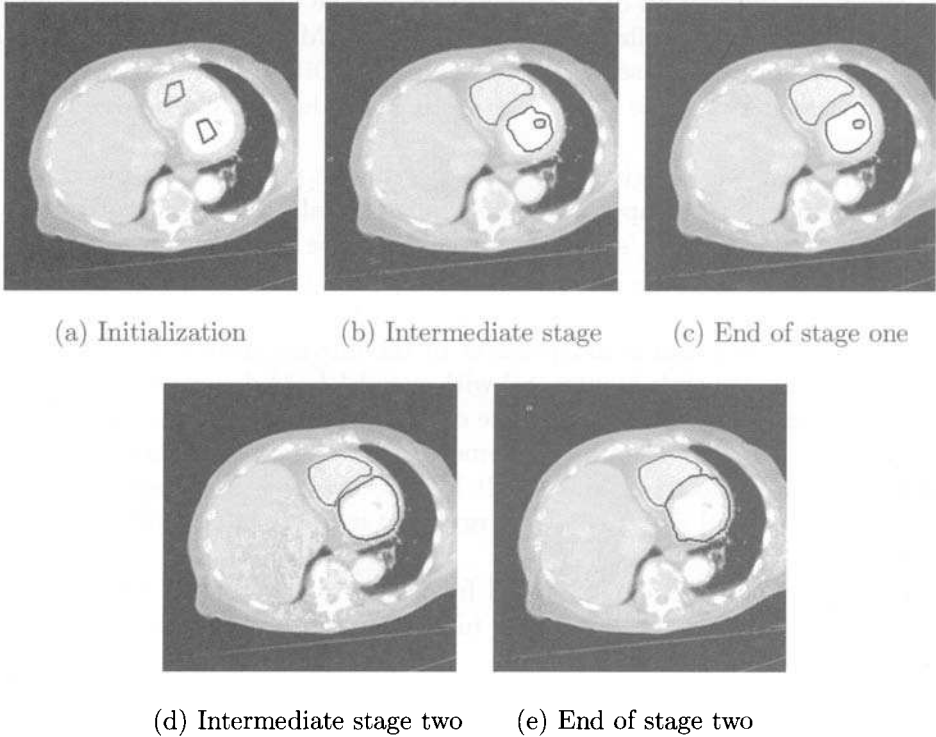 (a) Initialization
(b) Intermediate stage
(c) End of stage one
(d) Intermediate stage two
(e) End of stage two